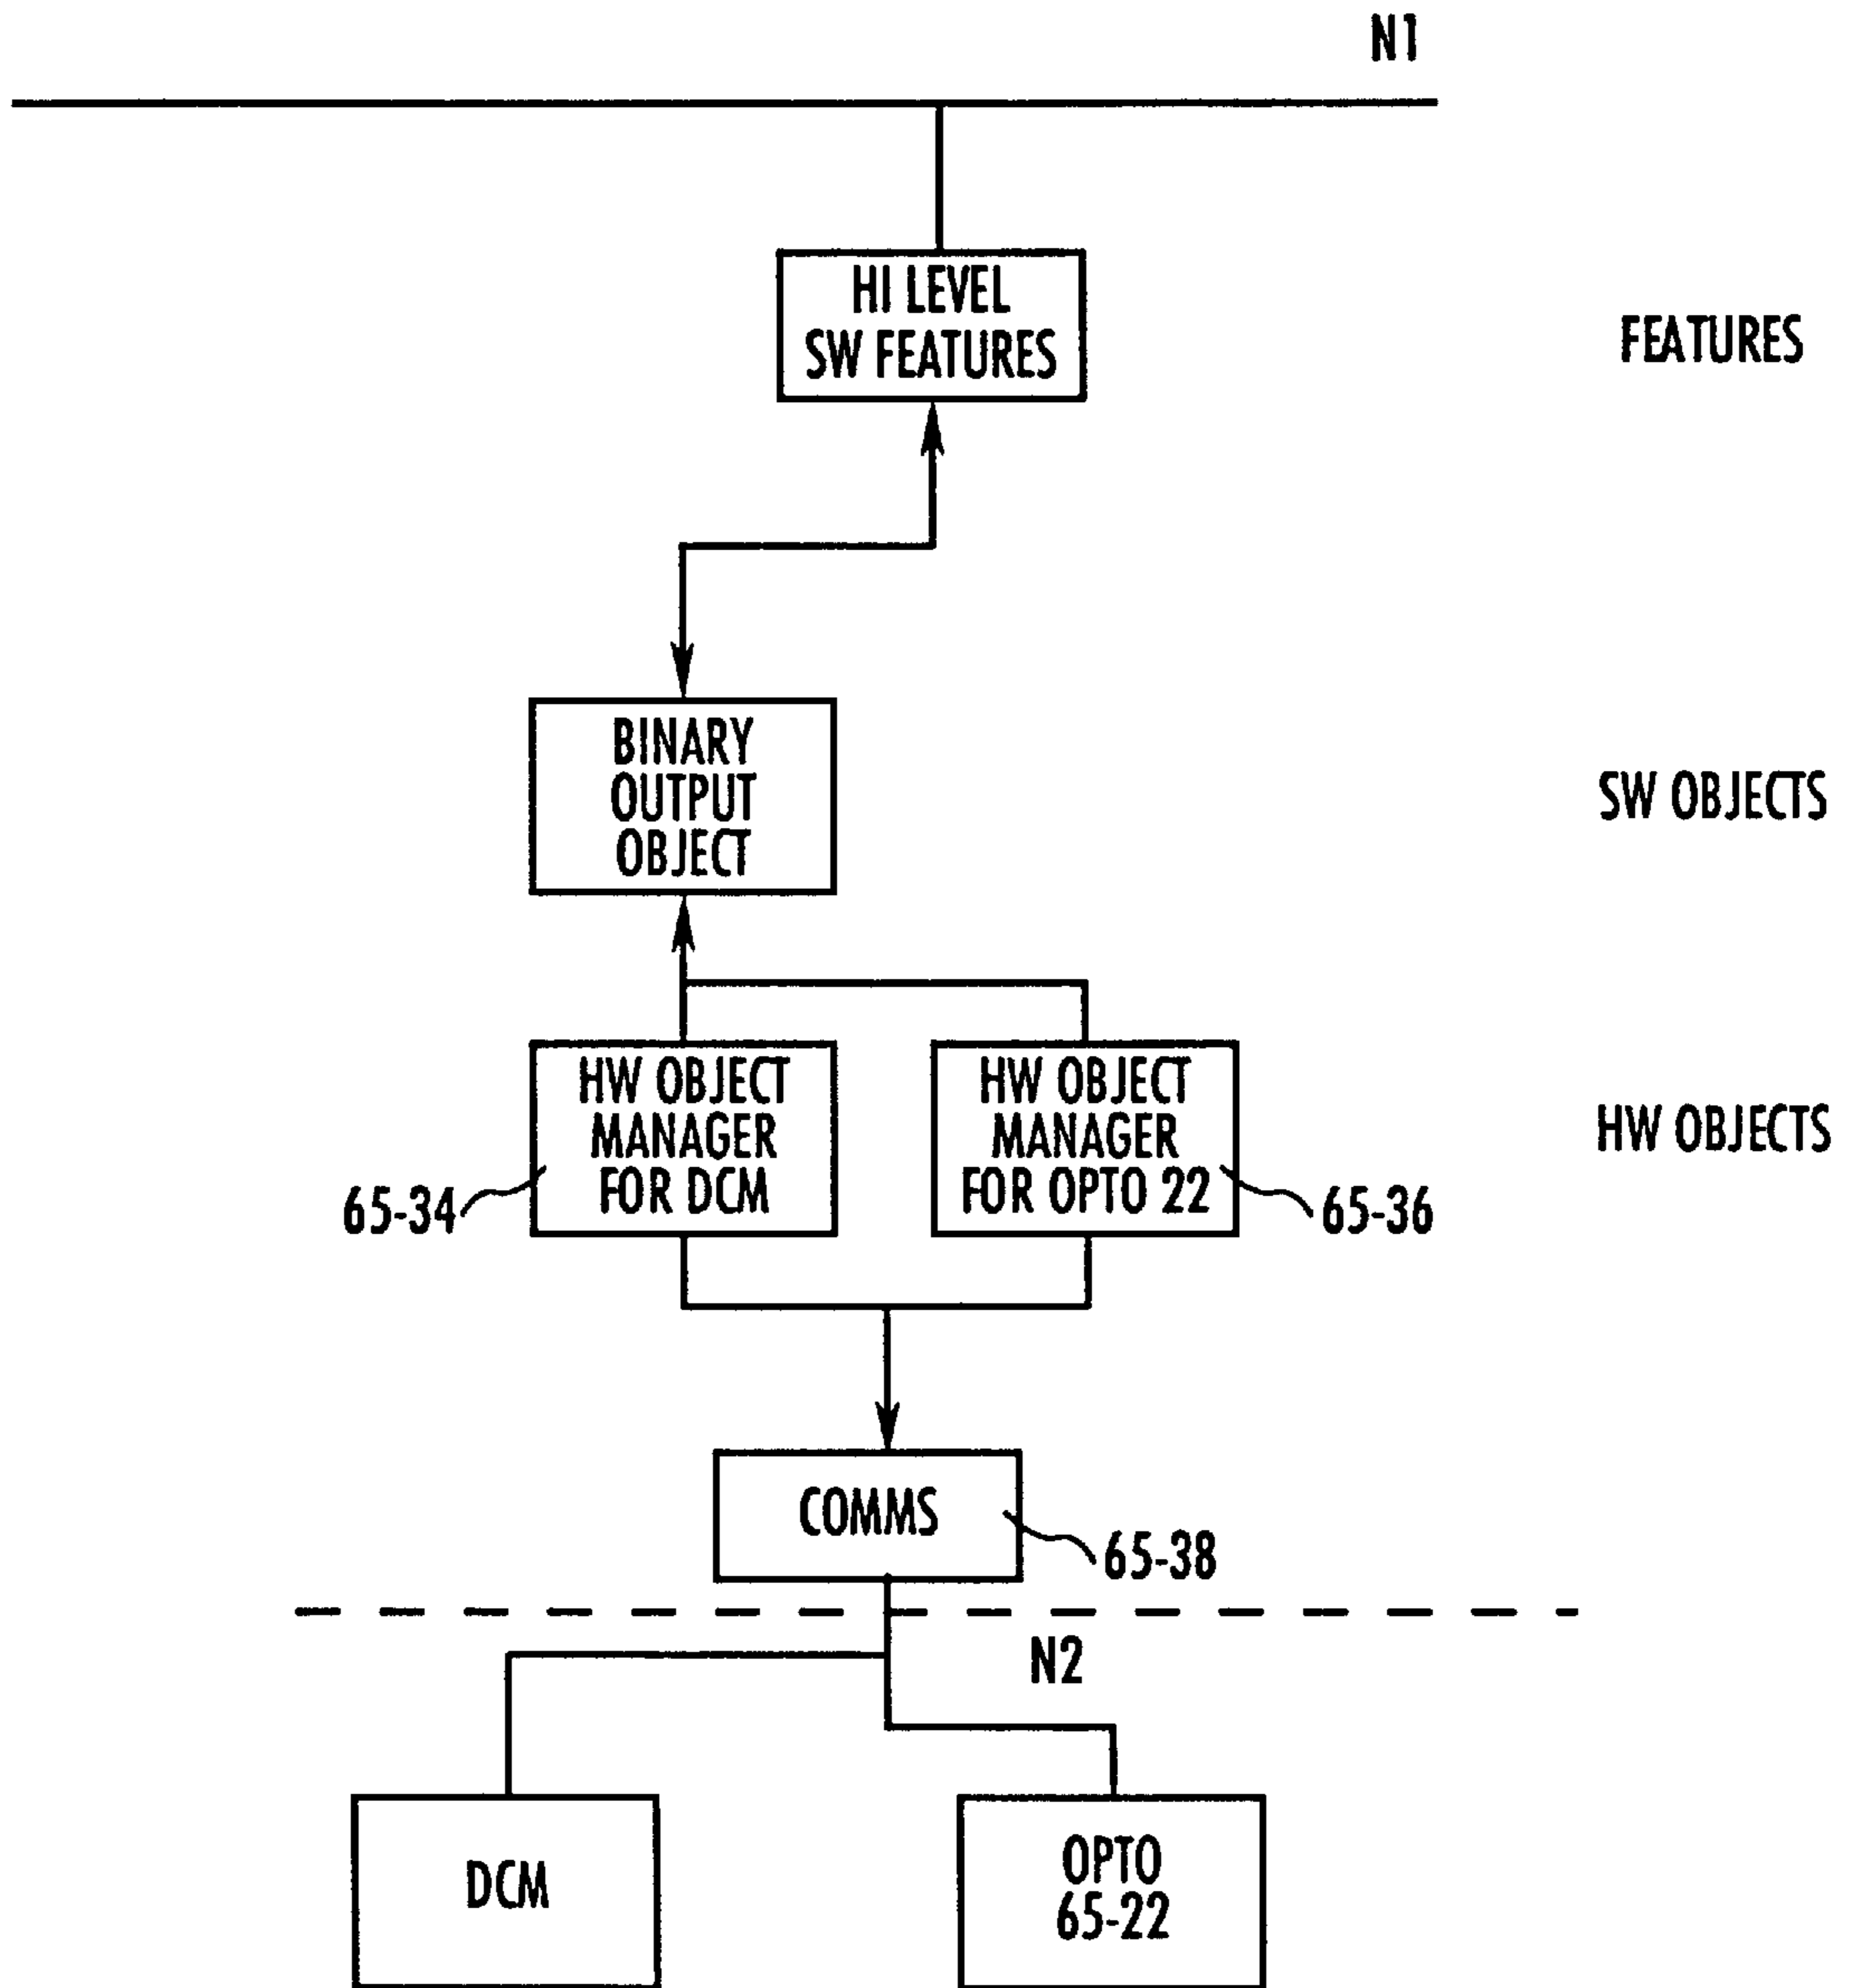 N1
HI LEVEL
SW FEATURES
FEATURES
BINARY
OUTPUT
OBJECT
SW OBJECTS
HW OBJECT
MANAGER
FOR DCM
HW OBJECT
MANAGER
FOR OPTO 22
HW OBJECTS
65-34
65-36
COMMS
65-38
N2
DCM
OPTO
65-22